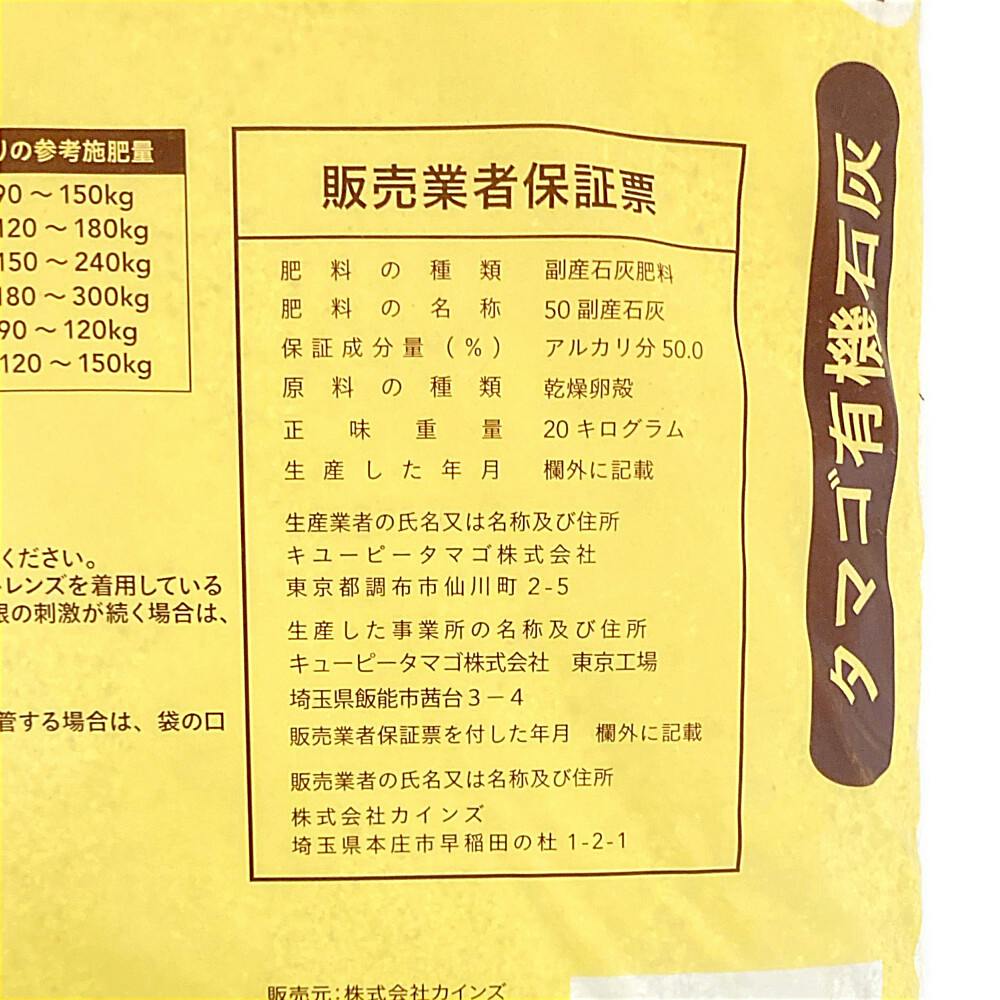 りの参考施肥量
90 ～ 150kg
120 ～ 180kg
150 ～ 240kg
180 ～ 300kg
90 ～ 120kg
120 ～ 150kg
ください。
レンズを着用している
眼の刺激が続く場合は、
管する場合は、袋の口
販売業者保証票
肥料の種類 副産石灰肥料
肥料の名称 50 副産石灰
保証成分量（％） アルカリ分 50.0
原料の種類 乾燥卵殻
正味重量 20 キログラム
生産した年月 欄外に記載
生産業者の氏名又は名称及び住所
キユーピータマゴ株式会社
東京都調布市仙川町 2-5
生産した事業所の名称及び住所
キューピータマゴ株式会社 東京工場
埼玉県飯能市茜台３－４
販売業者保証票を付した年月 欄外に記載
販売業者の氏名又は名称及び住所
株式会社カインズ
埼玉県本庄市早稲田の杜 1-2-1
販売元：株式会社カインズ
タマゴ有機石灰